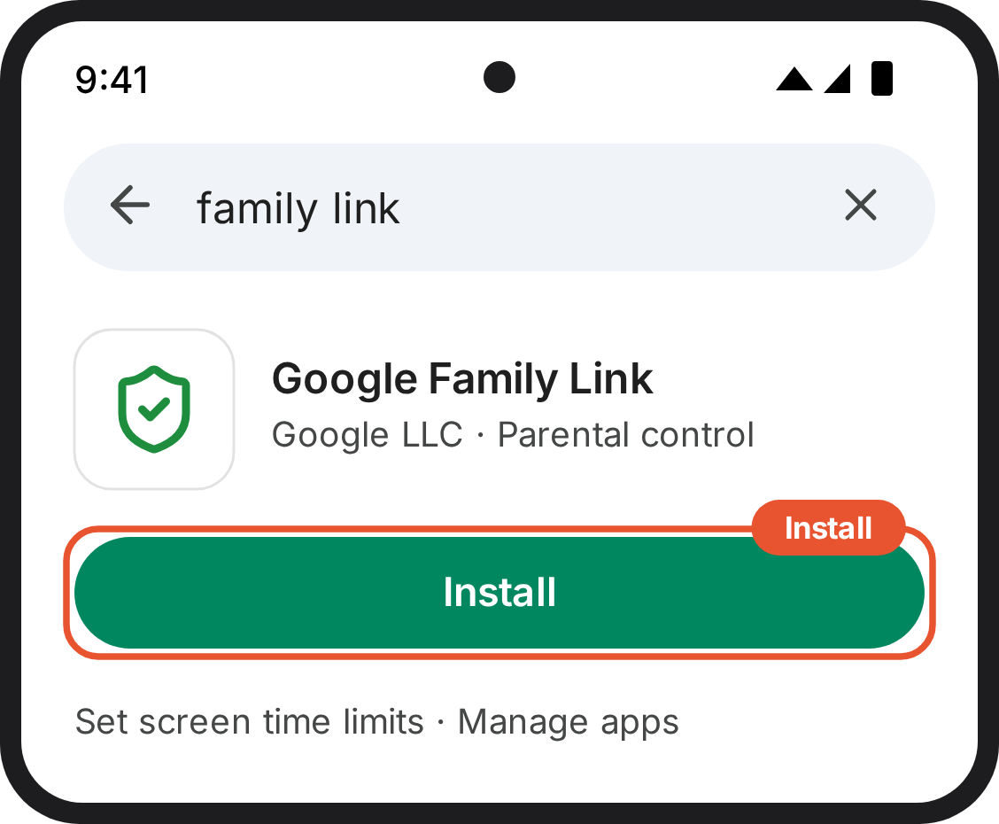 9:41
family link
Google Family Link
Google LLC · Parental control
Install
Install
Set screen time limits · Manage apps